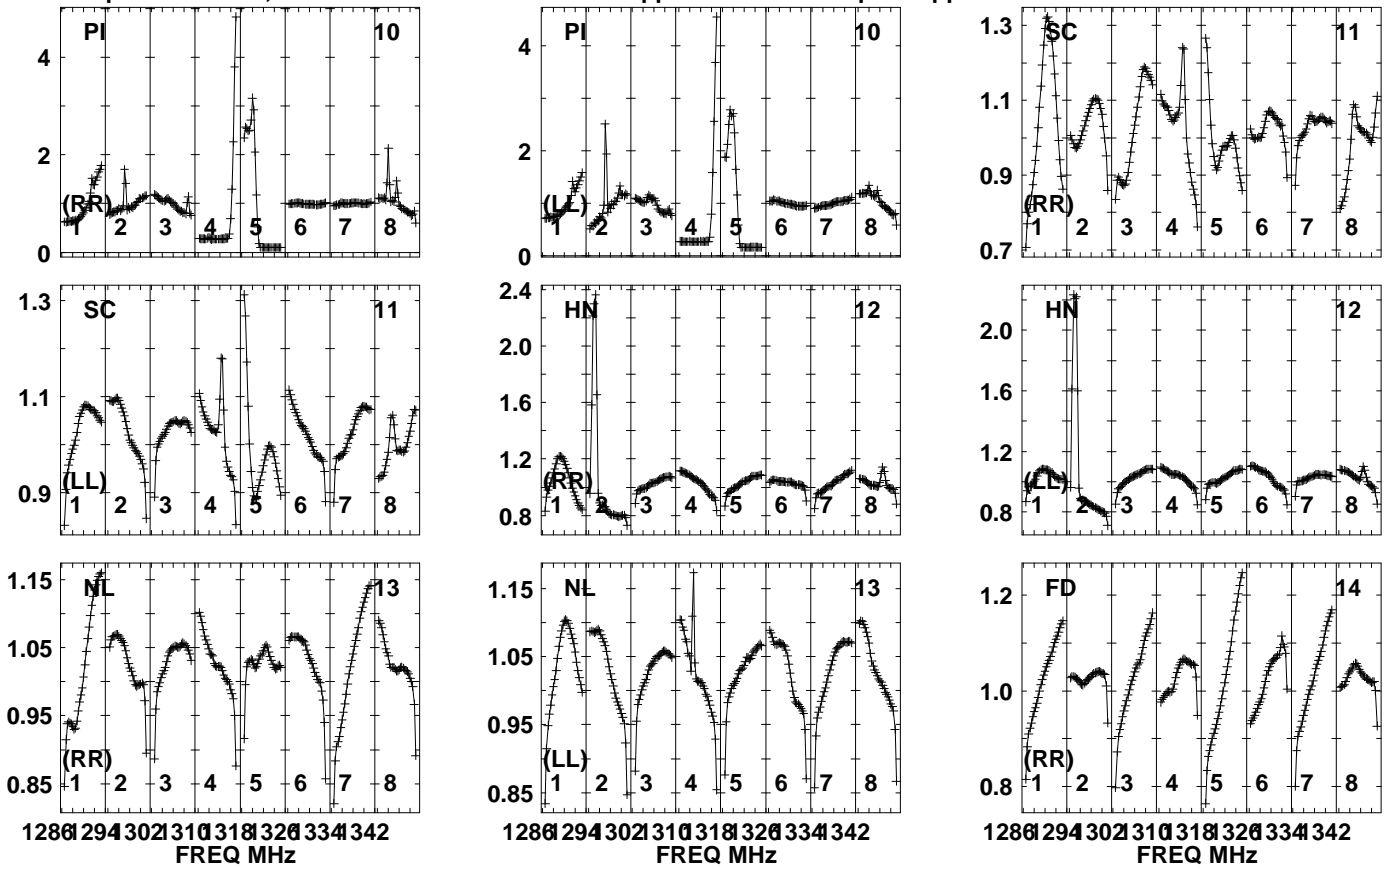 PI 10
4
2
0
(RR)
1 2 3 4 5 6 7 8
PI 10
4
2
0
(LL)
1 2 3 4 5 6 7 8
SC 11
1.3
1.1
0.9
0.7
(RR)
1 2 3 4 5 6 7 8
SC 11
1.3
1.1
0.9
(LL)
1 2 3 4 5 6 7 8
HN 12
2.4
2.0
1.6
1.2
0.8
(RR)
1 2 3 4 5 6 7 8
HN 12
2.0
1.6
1.2
0.8
(LL)
1 2 3 4 5 6 7 8
NL 13
1.15
1.05
0.95
0.85
(RR)
1 2 3 4 5 6 7 8
1286 1294 1302 1310 1318 1326 1334 1342
FREQ MHz
NL 13
1.15
1.05
0.95
0.85
(LL)
1 2 3 4 5 6 7 8
1286 1294 1302 1310 1318 1326 1334 1342
FREQ MHz
FD 14
1.2
1.0
0.8
(RR)
1 2 3 4 5 6 7 8
1286 1294 1302 1310 1318 1326 1334 1342
FREQ MHz